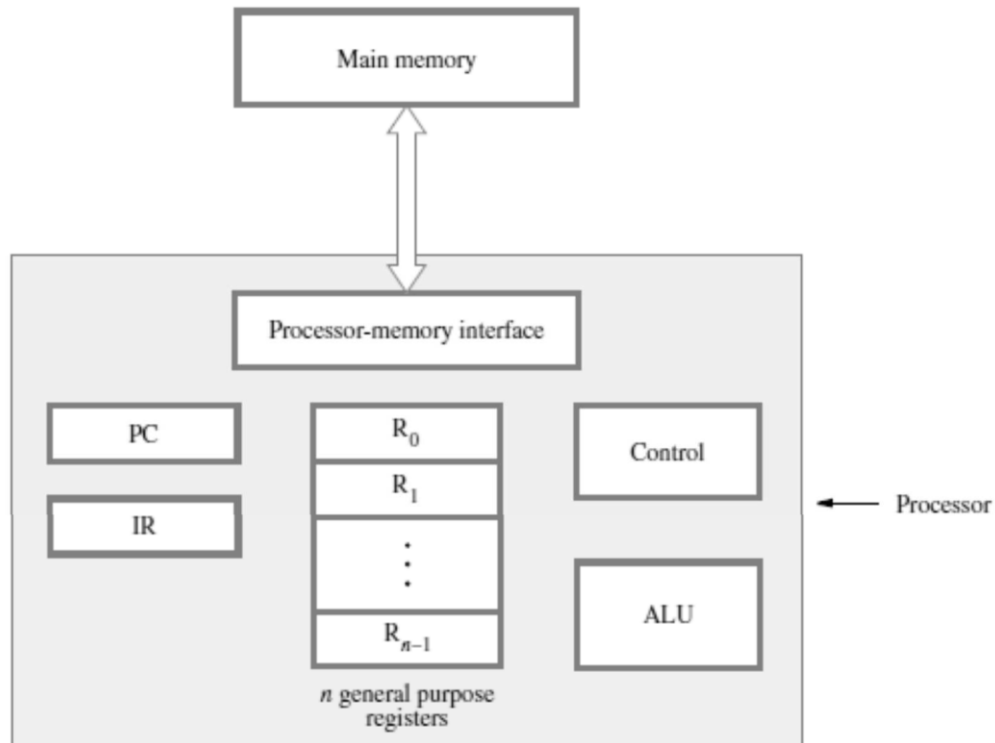 Main memory
Processor-memory interface
PC
R0
Control
R1
Processor
IR
⋮
ALU
Rn–1
n general purpose
registers